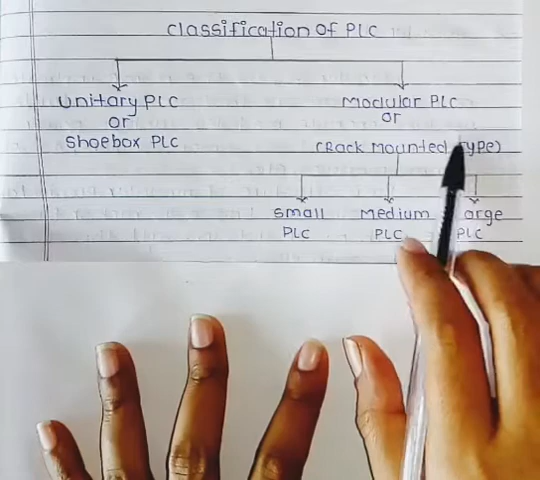 Classification of PLC
Unitary PLC
or
Shoebox PLC
Modular PLC
or
(Rack Mounted Type)
Small
PLC
Medium
PLC
Large
PLC